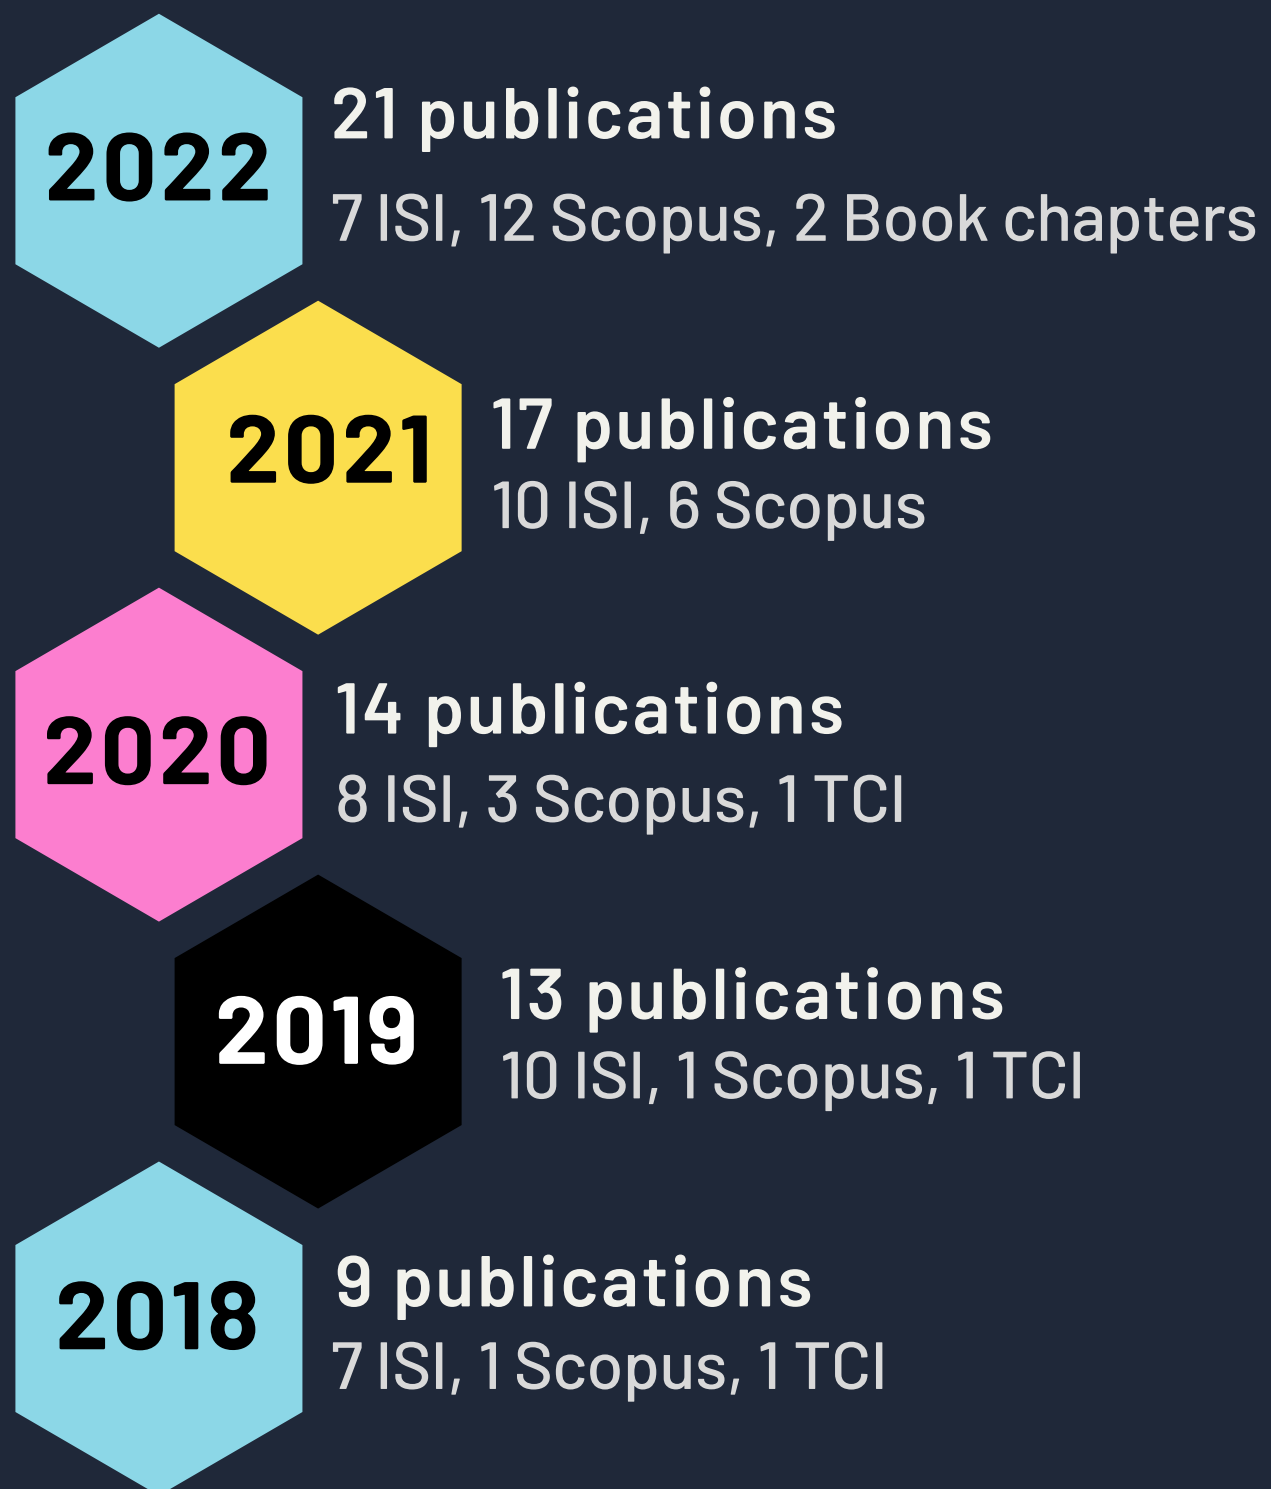 2022
21 publications
7 ISI, 12 Scopus, 2 Book chapters
2021
17 publications
10 ISI, 6 Scopus
2020
14 publications
8 ISI, 3 Scopus, 1 TCI
2019
13 publications
10 ISI, 1 Scopus, 1 TCI
2018
9 publications
7 ISI, 1 Scopus, 1 TCI